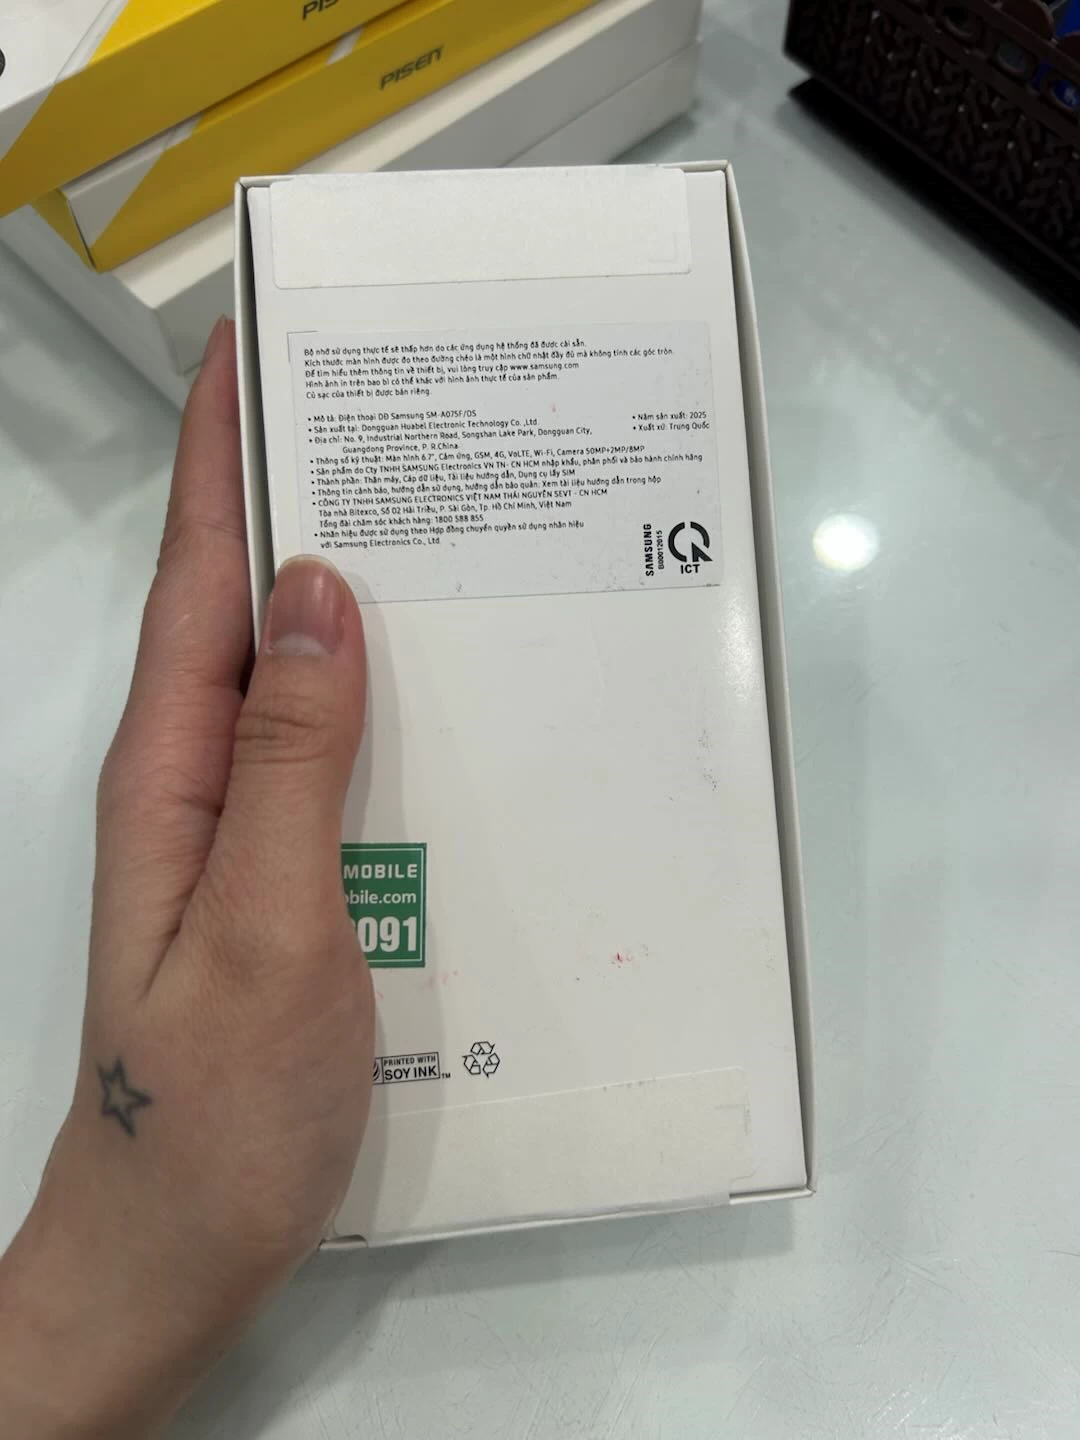 PIS
PISEN
Bộ nhớ sử dụng thực tế sẽ thấp hơn do các ứng dụng hệ thống đã được cài sẵn.
Kích thước màn hình được đo theo đường chéo là một hình chữ nhật đầy đủ mà không tính các góc tròn.
Để tìm hiểu thêm thông tin về thiết bị, vui lòng truy cập www.samsung.com
Hình ảnh in trên bao bì có thể khác với hình ảnh thực tế của sản phẩm.
Củ sạc của thiết bị được bán riêng.
• Mô tả: Điện thoại DĐ Samsung SM-A075F/DS
• Năm sản xuất: 2025
• Sản xuất tại: Dongguan Huabel Electronic Technology Co.,Ltd.
• Xuất xứ: Trung Quốc
• Địa chỉ: No. 9, Industrial Northern Road, Songshan Lake Park, Dongguan City,
Guangdong Province, P. R.China
• Thông số kỹ thuật: Màn hình 6.7", Cảm ứng, GSM, 4G, VoLTE, Wi-Fi, Camera 50MP+2MP/8MP
• Sản phẩm do Cty TNHH SAMSUNG Electronics VN TN- CN HCM nhập khẩu, phân phối và bảo hành chính hãng
• Thành phần: Thân máy, Cáp dữ liệu, Tài liệu hướng dẫn, Dụng cụ lấy SIM
• Thông tin cảnh báo, hướng dẫn sử dụng, hướng dẫn bảo quản: Xem tài liệu hướng dẫn trong hộp
• CÔNG TY TNHH SAMSUNG ELECTRONICS VIỆT NAM THÁI NGUYÊN SEVT - CN HCM
Tòa nhà Bitexco, Số 02 Hải Triều, P. Sài Gòn, Tp. Hồ Chí Minh, Việt Nam
Tổng đài chăm sóc khách hàng: 1800 588 855
• Nhãn hiệu được sử dụng theo Hợp đồng chuyển quyền sử dụng nhãn hiệu
với Samsung Electronics Co., Ltd.
SAMSUNG
B00012015
ICT
MOBILE
bile.com
091
PRINTED WITH
SOY INK™